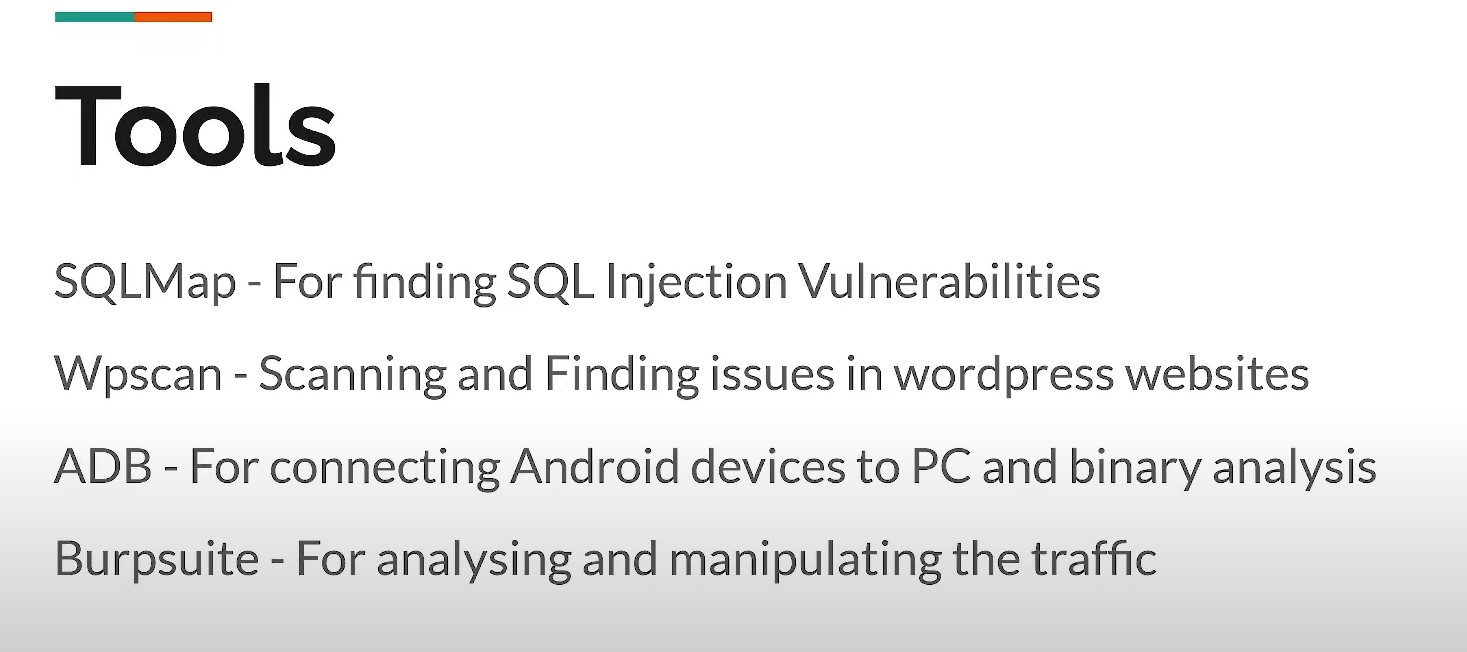 Tools
SQLMap - For finding SQL Injection Vulnerabilities
Wpscan - Scanning and Finding issues in wordpress websites
ADB - For connecting Android devices to PC and binary analysis
Burpsuite - For analysing and manipulating the traffic